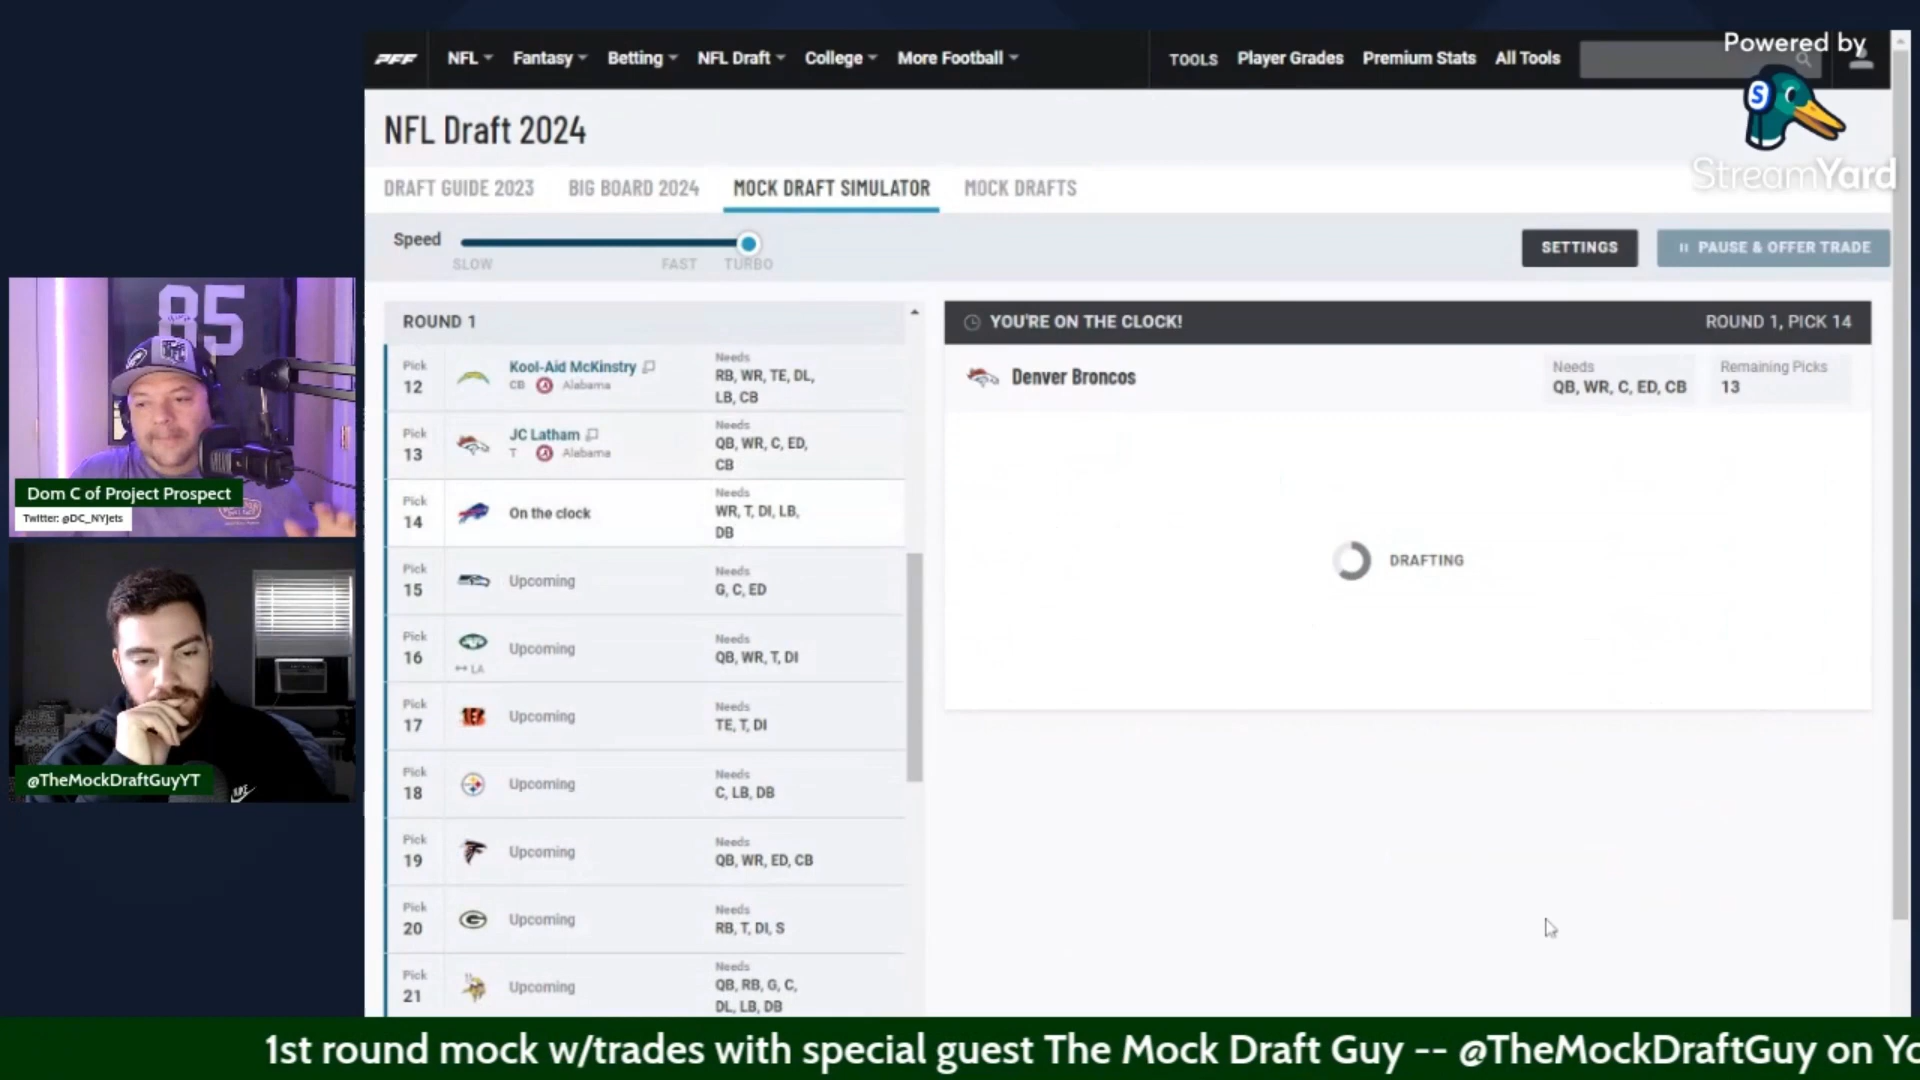 Powered by
StreamYard
PFF
NFL
Fantasy
Betting
NFL Draft
College
More Football
TOOLS
Player Grades
Premium Stats
All Tools
NFL Draft 2024
DRAFT GUIDE 2023
BIG BOARD 2024
MOCK DRAFT SIMULATOR
MOCK DRAFTS
Speed
SLOW
FAST
TURBO
SETTINGS
PAUSE & OFFER TRADE
85
Dom C of Project Prospect
Twitter: @DC_NYJets
@TheMockDraftGuyYT
ROUND 1
Pick 12
Kool-Aid McKinstry
CB Alabama
Needs
RB, WR, TE, DL,
LB, CB
Pick 13
JC Latham
T Alabama
Needs
QB, WR, C, ED,
CB
Pick 14
On the clock
Needs
WR, T, DI, LB,
DB
Pick 15
Upcoming
Needs
G, C, ED
Pick 16
LA
Upcoming
Needs
QB, WR, T, DI
Pick 17
Upcoming
Needs
TE, T, DI
Pick 18
Upcoming
Needs
C, LB, DB
Pick 19
Upcoming
Needs
QB, WR, ED, CB
Pick 20
Upcoming
Needs
RB, T, DI, S
Pick 21
Upcoming
Needs
QB, RB, G, C,
DL, LB, DB
YOU'RE ON THE CLOCK!
ROUND 1, PICK 14
Denver Broncos
Needs
QB, WR, C, ED, CB
Remaining Picks
13
DRAFTING
1st round mock w/trades with special guest The Mock Draft Guy -- @TheMockDraftGuy on Yo